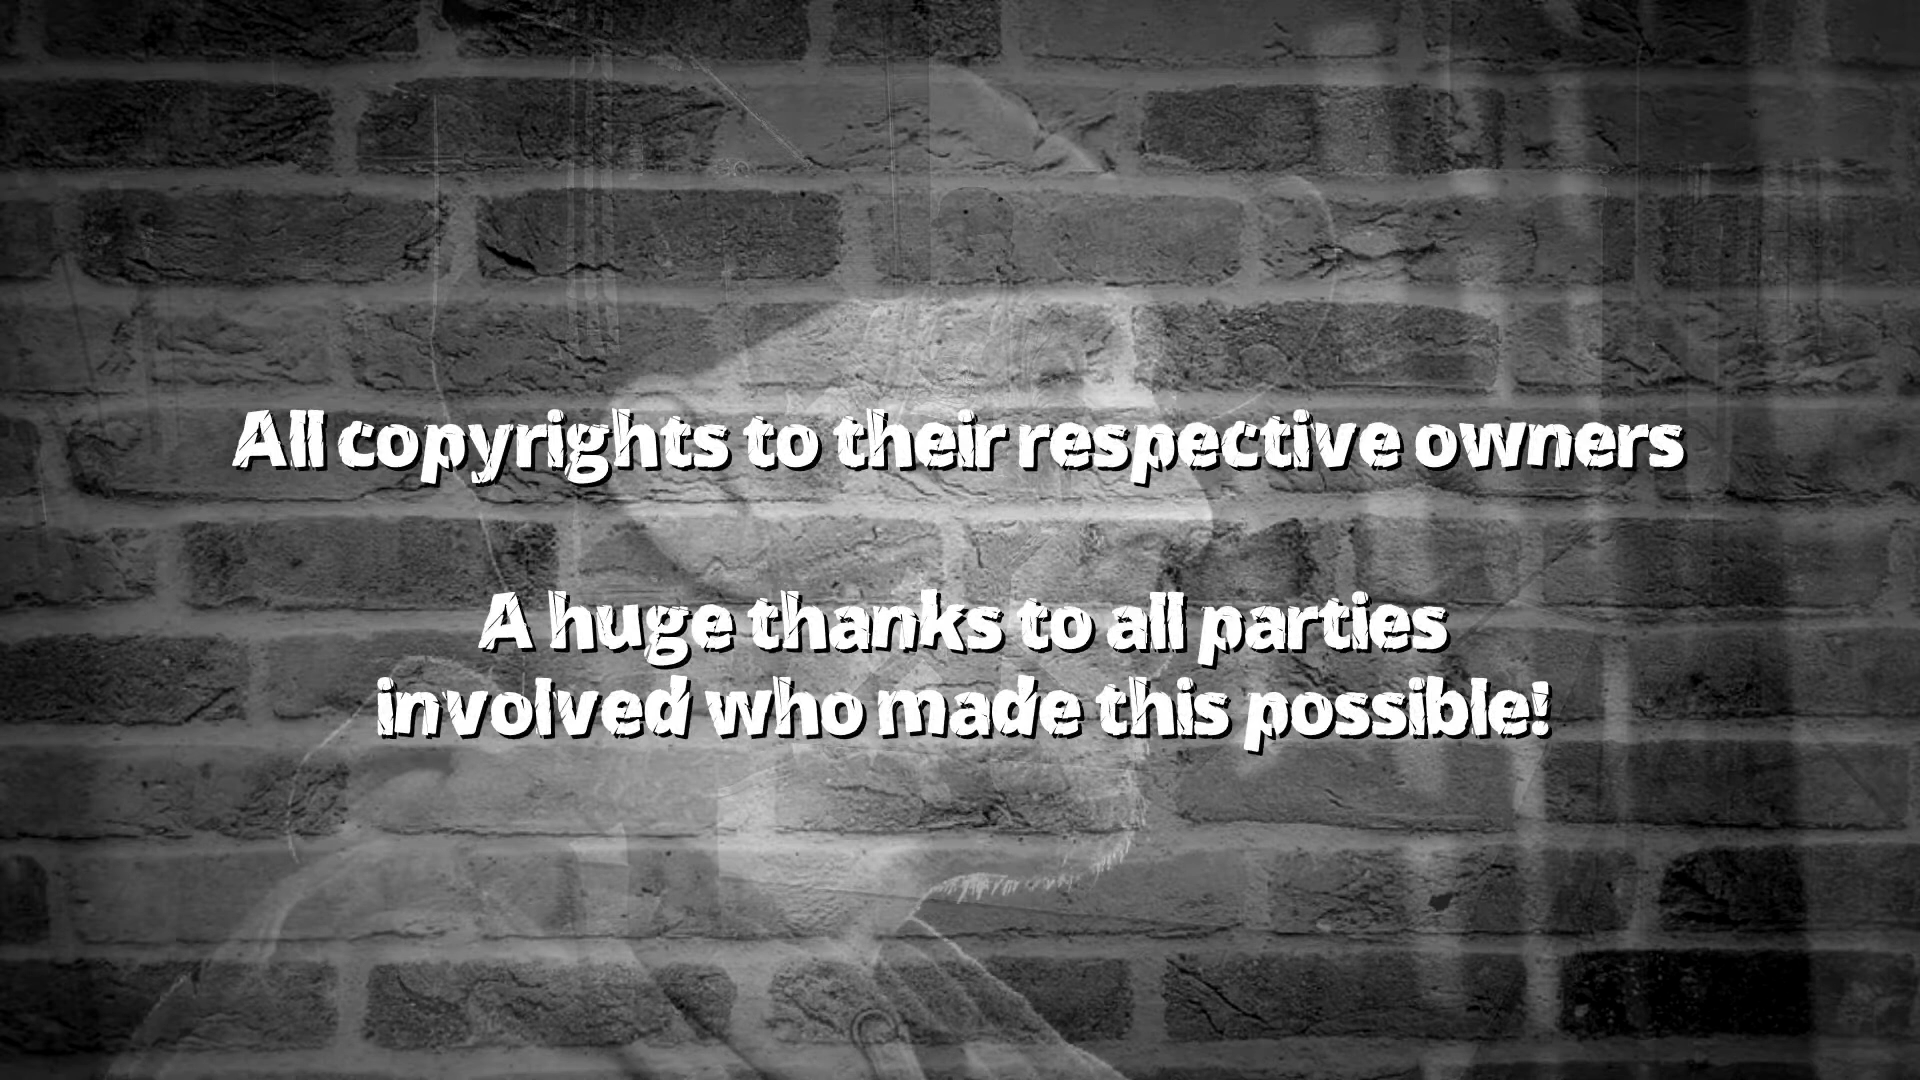 All copyrights to their respective owners
A huge thanks to all parties
involved who made this possible!